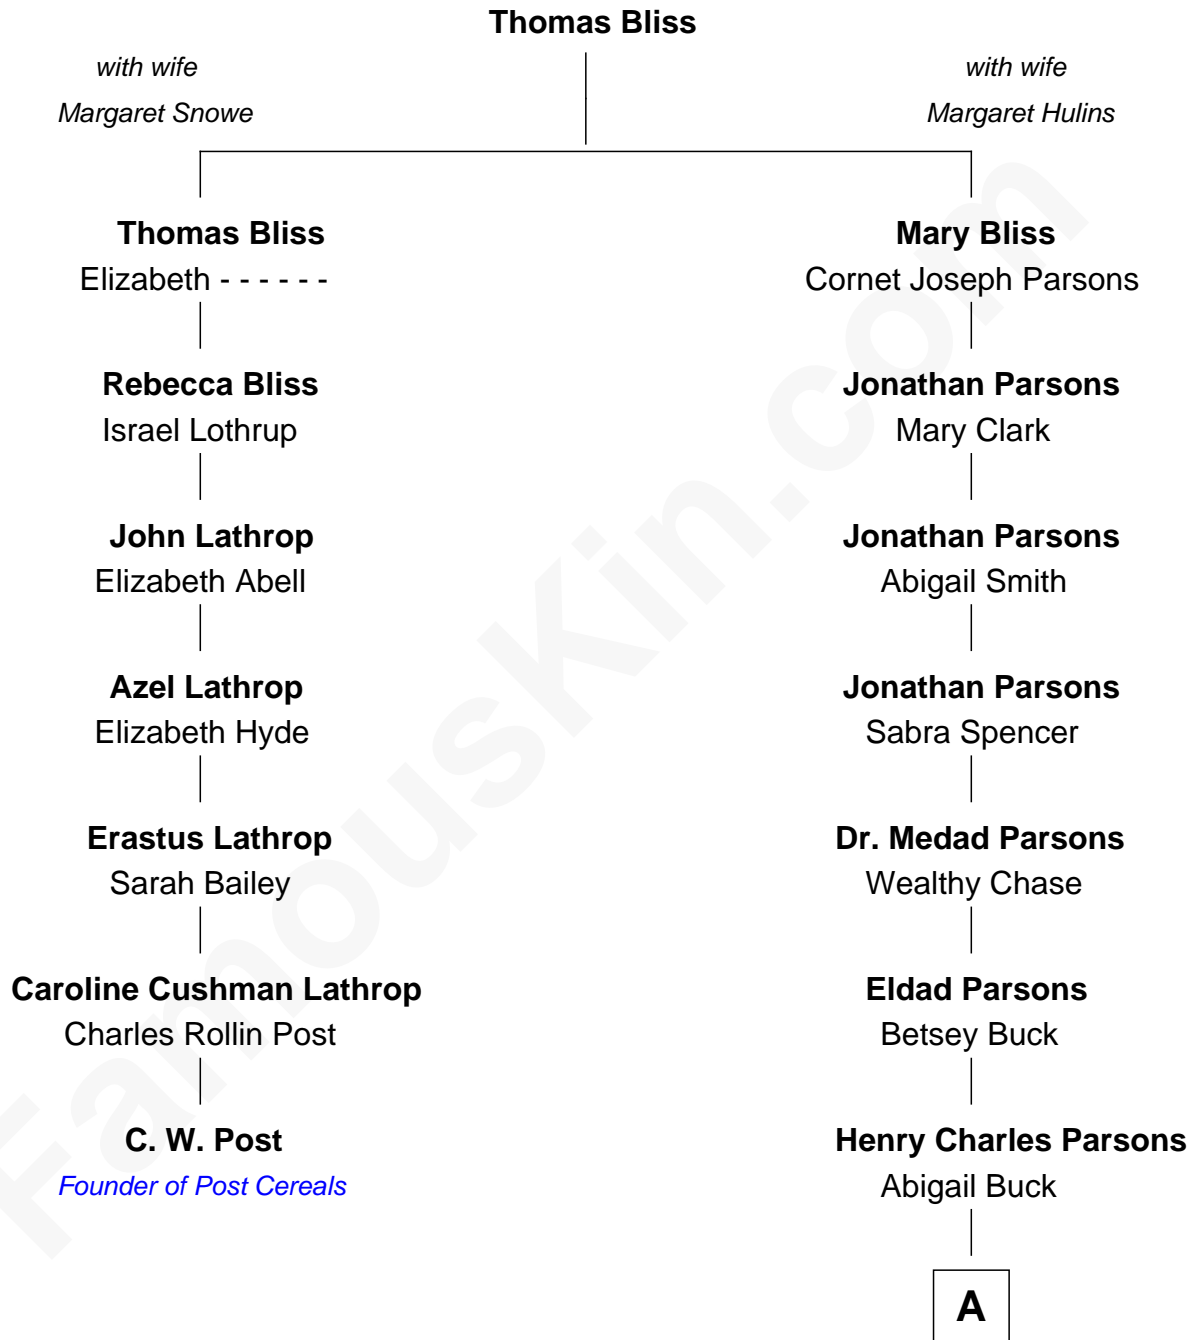 Thomas Bliss
with wife
Margaret Snowe
with wife
Margaret Hulins
Thomas Bliss
Elizabeth - - - - - -
Mary Bliss
Cornet Joseph Parsons
Rebecca Bliss
Israel Lothrup
Jonathan Parsons
Mary Clark
John Lathrop
Elizabeth Abell
Jonathan Parsons
Abigail Smith
Azel Lathrop
Elizabeth Hyde
Jonathan Parsons
Sabra Spencer
Erastus Lathrop
Sarah Bailey
Dr. Medad Parsons
Wealthy Chase
Caroline Cushman Lathrop
Charles Rollin Post
Eldad Parsons
Betsey Buck
C. W. Post
Founder of Post Cereals
Henry Charles Parsons
Abigail Buck
A
FamousKin.com